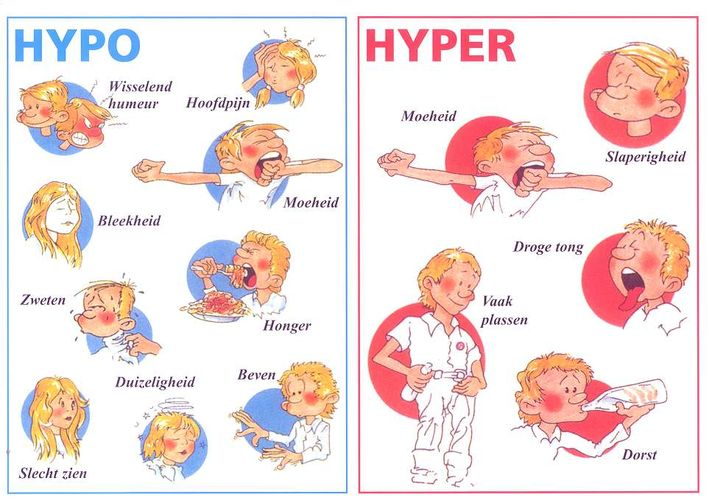 HYPO
Wisselend
humeur
Hoofdpijn
Moeheid
Bleekheid
Zweten
Honger
Duizeligheid
Beven
Slecht zien
HYPER
Moeheid
Slaperigheid
Droge tong
Vaak
plassen
Dorst